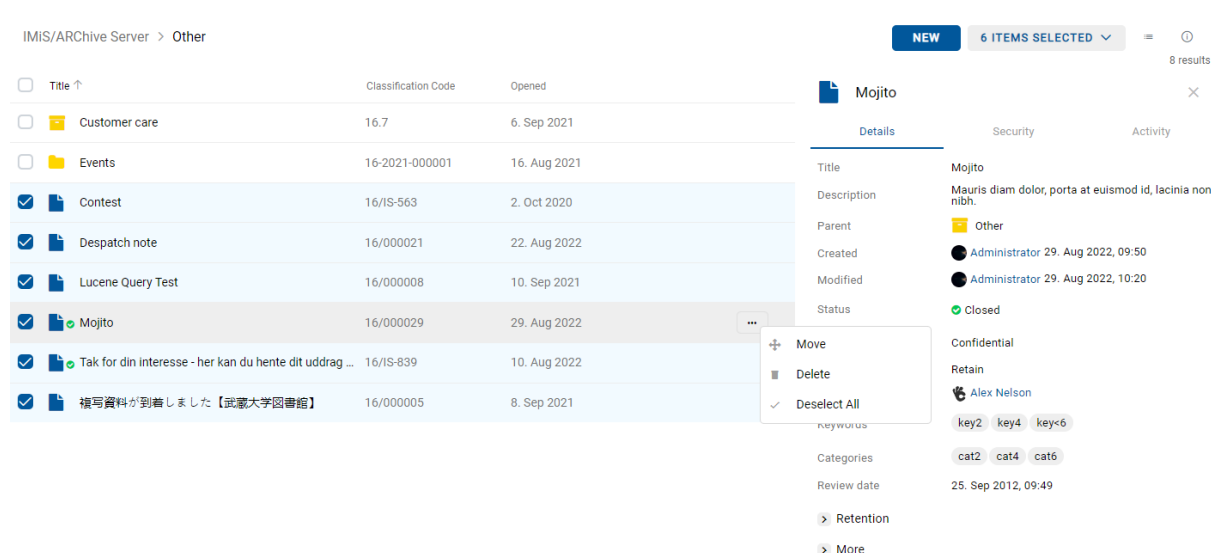 IMiS/ARChive Server > Other
NEW
6 ITEMS SELECTED
8 results
Title ↑ Classification Code Opened
Customer care 16.7 6. Sep 2021
Events 16-2021-000001 16. Aug 2021
Contest 16/IS-563 2. Oct 2020
Despatch note 16/000021 22. Aug 2022
Lucene Query Test 16/000008 10. Sep 2021
Mojito 16/000029 29. Aug 2022 ...
Tak for din interesse - her kan du hente dit uddrag ... 16/IS-839 10. Aug 2022
複写資料が到着しました【武蔵大学図書館】 16/000005 8. Sep 2021
Move
Delete
Deselect All
Mojito
Details Security Activity
Title Mojito
Description Mauris diam dolor, porta at euismod id, lacinia non
nibh.
Parent Other
Created Administrator 29. Aug 2022, 09:50
Modified Administrator 29. Aug 2022, 10:20
Status Closed
Confidential
Retain
Alex Nelson
Keywords key2 key4 key<6
Categories cat2 cat4 cat6
Review date 25. Sep 2012, 09:49
> Retention
> More